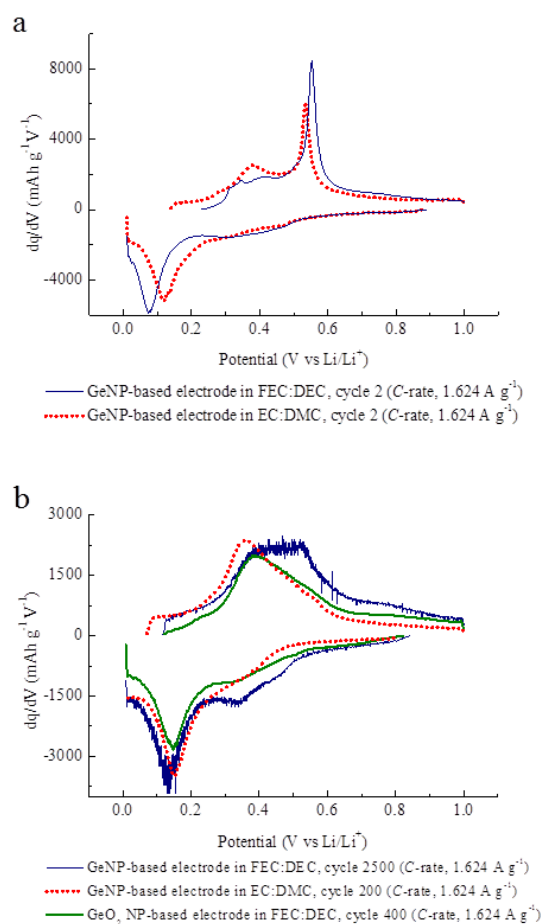 a
8000
4000
0
-4000
dq/dV (mAh g⁻¹V⁻¹)
0.0 0.2 0.4 0.6 0.8 1.0
Potential (V vs Li/Li⁺)
GeNP-based electrode in FEC:DEC, cycle 2 (C-rate, 1.624 A g⁻¹)
GeNP-based electrode in EC:DMC, cycle 2 (C-rate, 1.624 A g⁻¹)
b
3000
1500
0
-1500
-3000
dq/dV (mAh g⁻¹V⁻¹)
0.0 0.2 0.4 0.6 0.8 1.0
Potential (V vs Li/Li⁺)
GeNP-based electrode in FEC:DEC, cycle 2500 (C-rate, 1.624 A g⁻¹)
GeNP-based electrode in EC:DMC, cycle 200 (C-rate, 1.624 A g⁻¹)
GeO₂ NP-based electrode in FEC:DEC, cycle 400 (C-rate, 1.624 A g⁻¹)